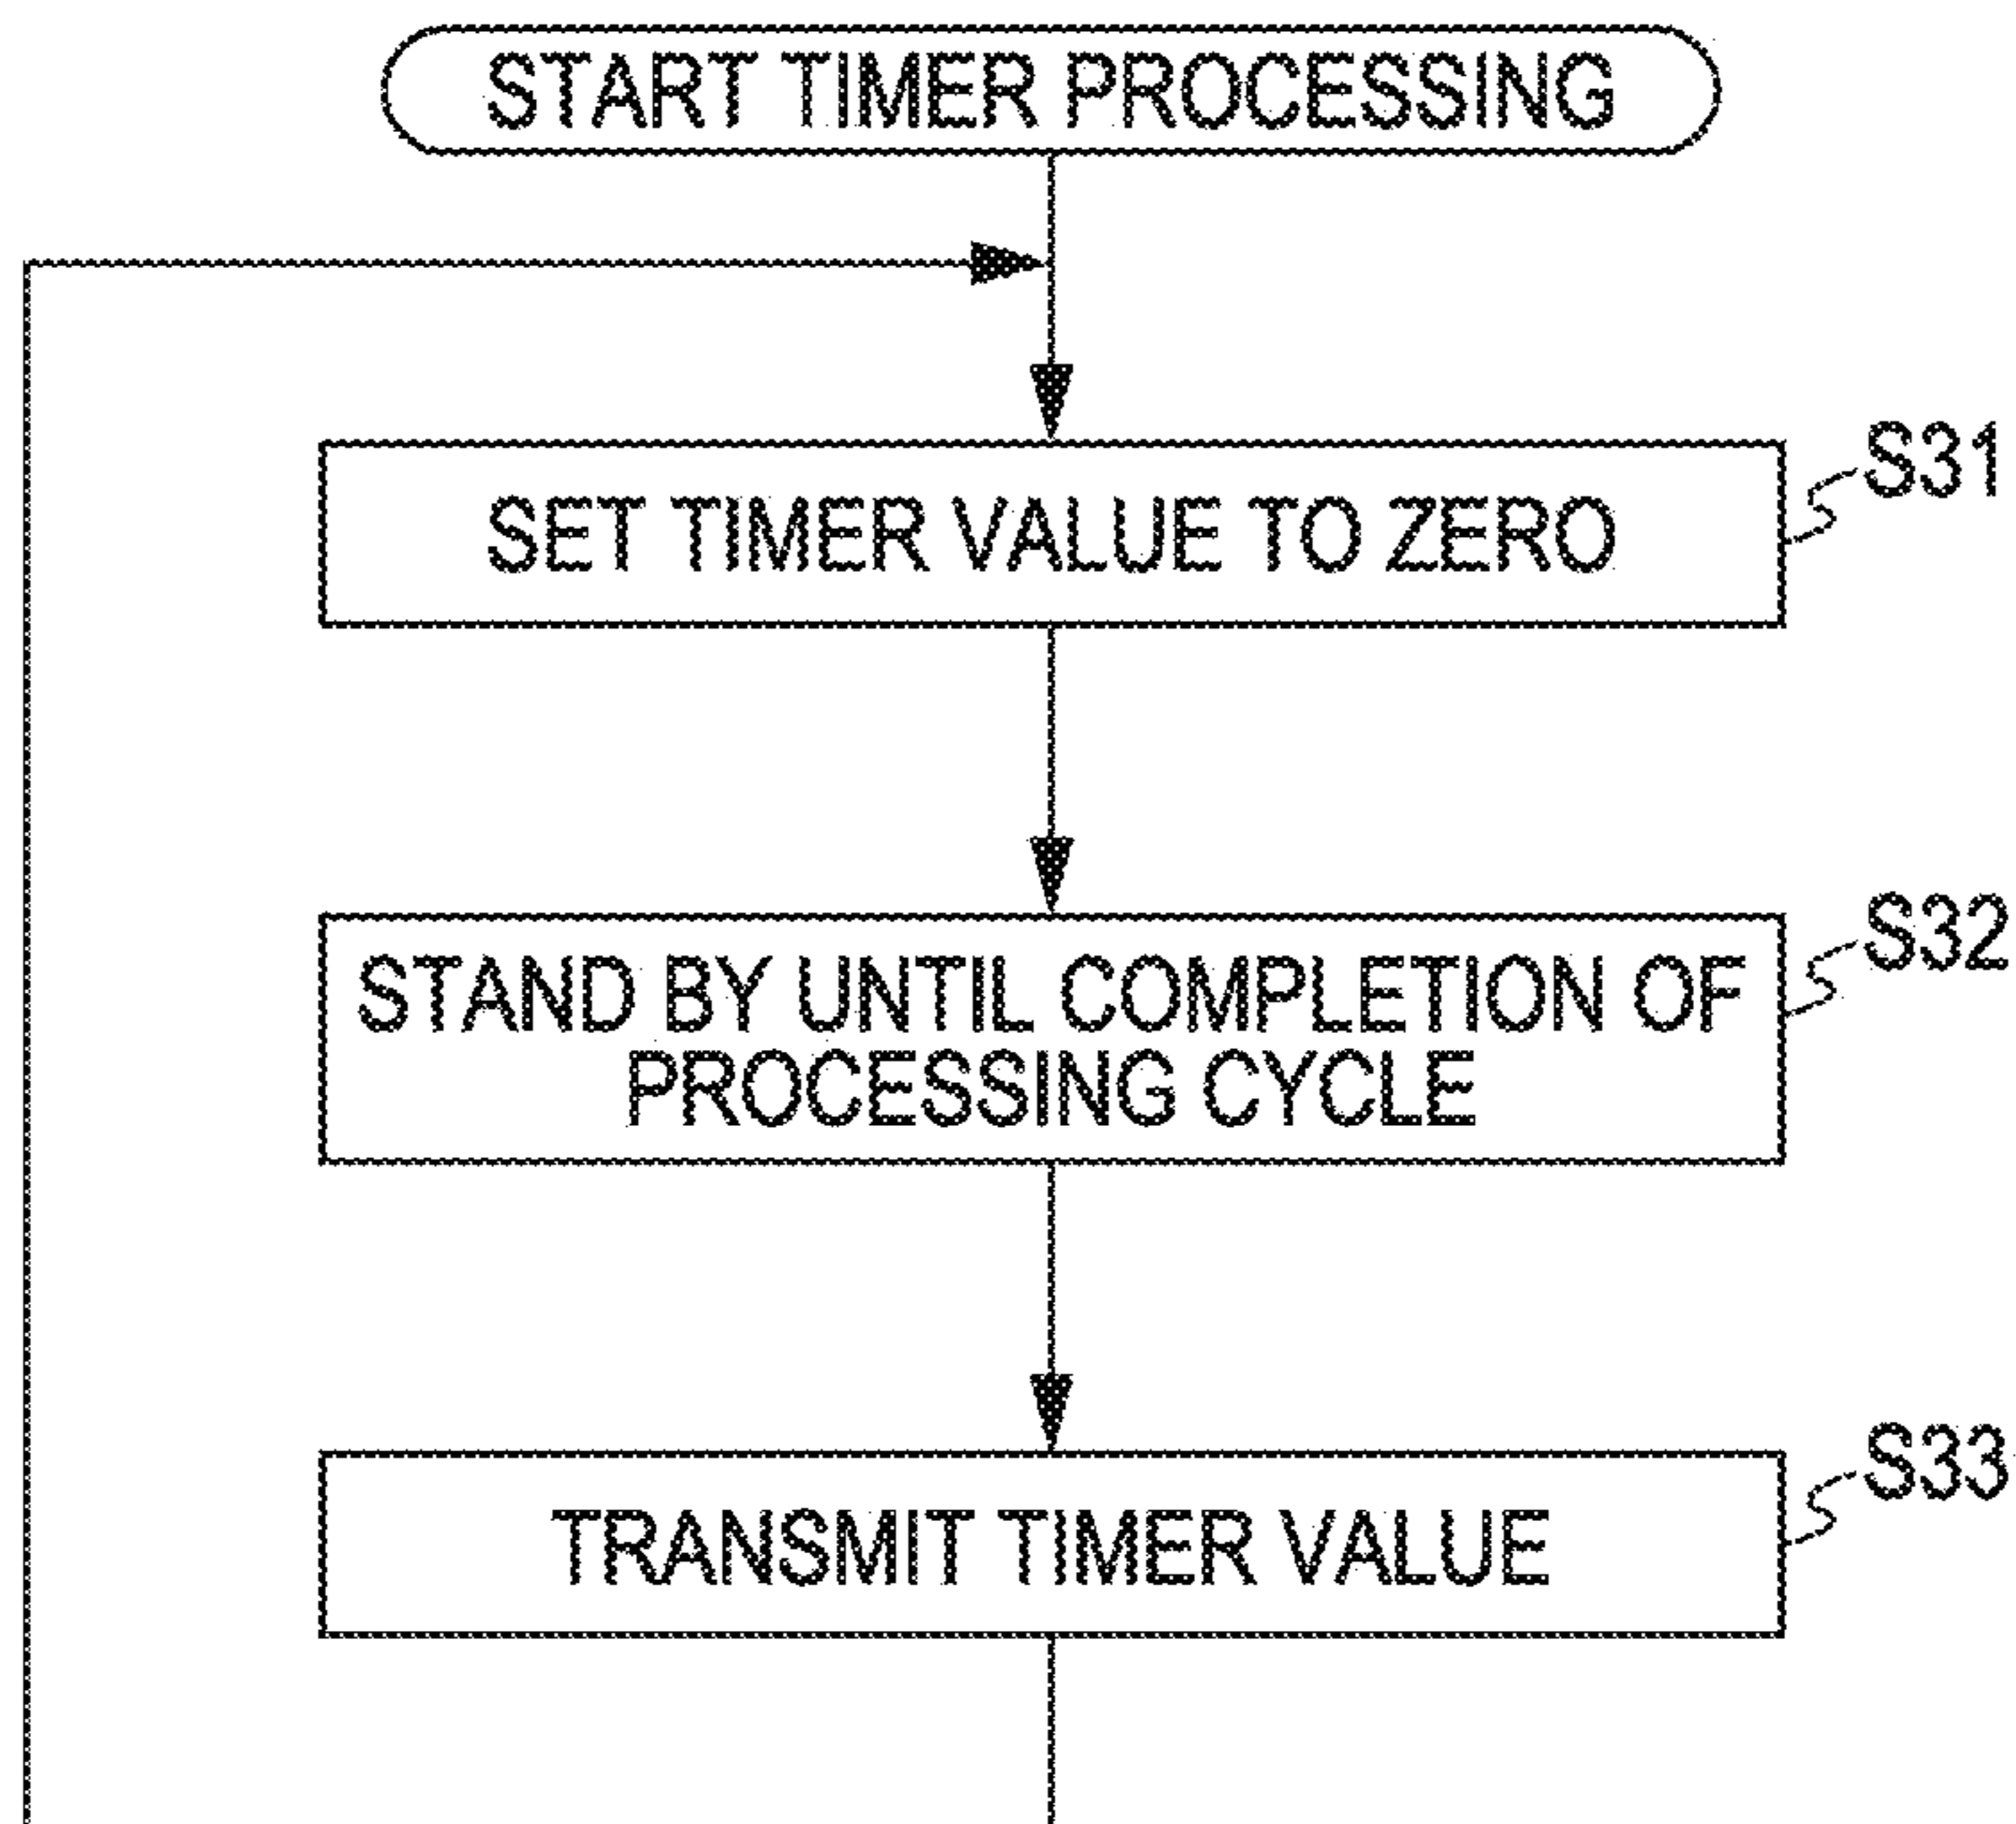 START TIMER PROCESSING
SET TIMER VALUE TO ZERO
S31
STAND BY UNTIL COMPLETION OF
PROCESSING CYCLE
S32
TRANSMIT TIMER VALUE
S33